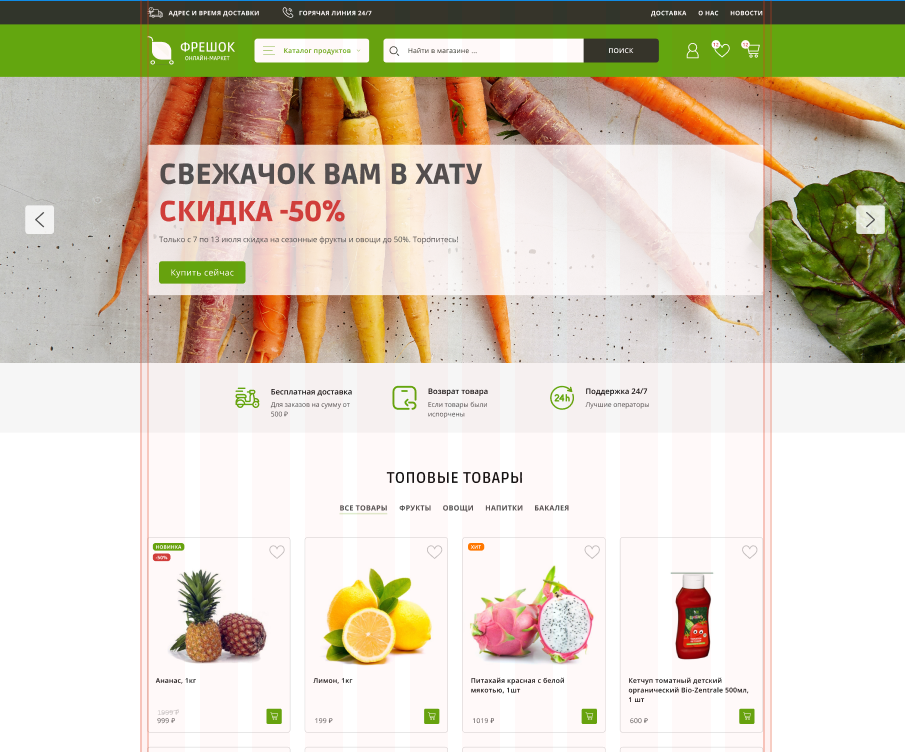 АДРЕС И ВРЕМЯ ДОСТАВКИ
ГОРЯЧАЯ ЛИНИЯ 24/7
ДОСТАВКА
О НАС
НОВОСТИ
ФРЕШОК
ОНЛАЙН-МАРКЕТ
Каталог продуктов
Найти в магазине ...
ПОИСК
СВЕЖАЧОК ВАМ В ХАТУ
СКИДКА -50%
Только с 7 по 13 июля скидка на сезонные фрукты и овощи до 50%. Торопитесь!
Купить сейчас
Бесплатная доставка
Для заказов на сумму от
500 ₽
Возврат товара
Если товары были
испорчены
24h
Поддержка 24/7
Лучшие операторы
ТОПОВЫЕ ТОВАРЫ
ВСЕ ТОВАРЫ
ФРУКТЫ
ОВОЩИ
НАПИТКИ
БАКАЛЕЯ
НОВИНКА
-50%
Ананас, 1кг
1999 ₽
999 ₽
Лимон, 1кг
199 ₽
ХИТ
Питахайя красная с белой
мякотью, 1шт
1019 ₽
Кетчуп томатный детский
органический Bio-Zentrale 500мл,
1 шт
600 ₽